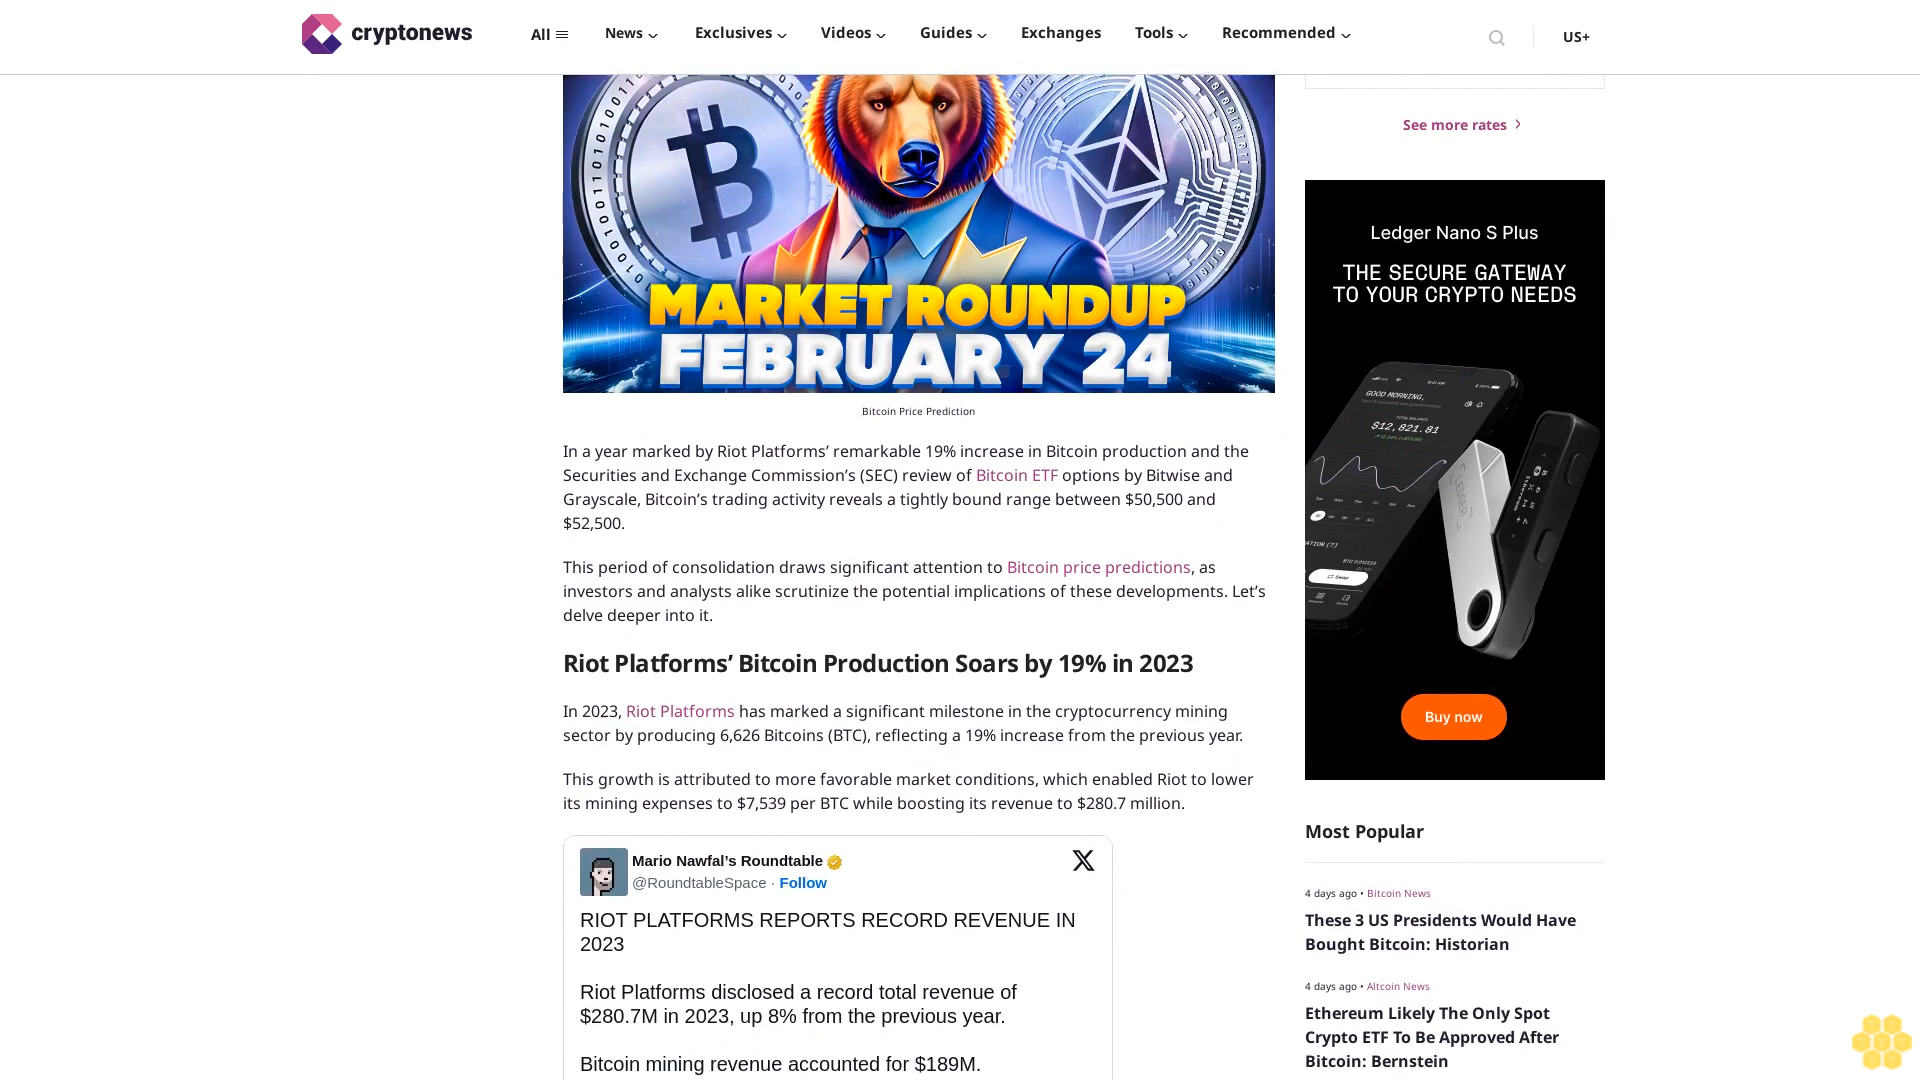 cryptonews
All
News
Exclusives
Videos
Guides
Exchanges
Tools
Recommended
US+
MARKET ROUNDUP
FEBRUARY 24
Bitcoin Price Prediction
In a year marked by Riot Platforms’ remarkable 19% increase in Bitcoin production and the
Securities and Exchange Commission’s (SEC) review of Bitcoin ETF options by Bitwise and
Grayscale, Bitcoin’s trading activity reveals a tightly bound range between $50,500 and
$52,500.
This period of consolidation draws significant attention to Bitcoin price predictions, as
investors and analysts alike scrutinize the potential implications of these developments. Let’s
delve deeper into it.
Riot Platforms’ Bitcoin Production Soars by 19% in 2023
In 2023, Riot Platforms has marked a significant milestone in the cryptocurrency mining
sector by producing 6,626 Bitcoins (BTC), reflecting a 19% increase from the previous year.
This growth is attributed to more favorable market conditions, which enabled Riot to lower
its mining expenses to $7,539 per BTC while boosting its revenue to $280.7 million.
Mario Nawfal’s Roundtable
@RoundtableSpace · Follow
RIOT PLATFORMS REPORTS RECORD REVENUE IN
2023
Riot Platforms disclosed a record total revenue of
$280.7M in 2023, up 8% from the previous year.
Bitcoin mining revenue accounted for $189M.
See more rates
Ledger Nano S Plus
THE SECURE GATEWAY
TO YOUR CRYPTO NEEDS
GOOD MORNING,
$12,821.81
LEDGER
Swap
Buy now
Most Popular
4 days ago • Bitcoin News
These 3 US Presidents Would Have
Bought Bitcoin: Historian
4 days ago • Altcoin News
Ethereum Likely The Only Spot
Crypto ETF To Be Approved After
Bitcoin: Bernstein